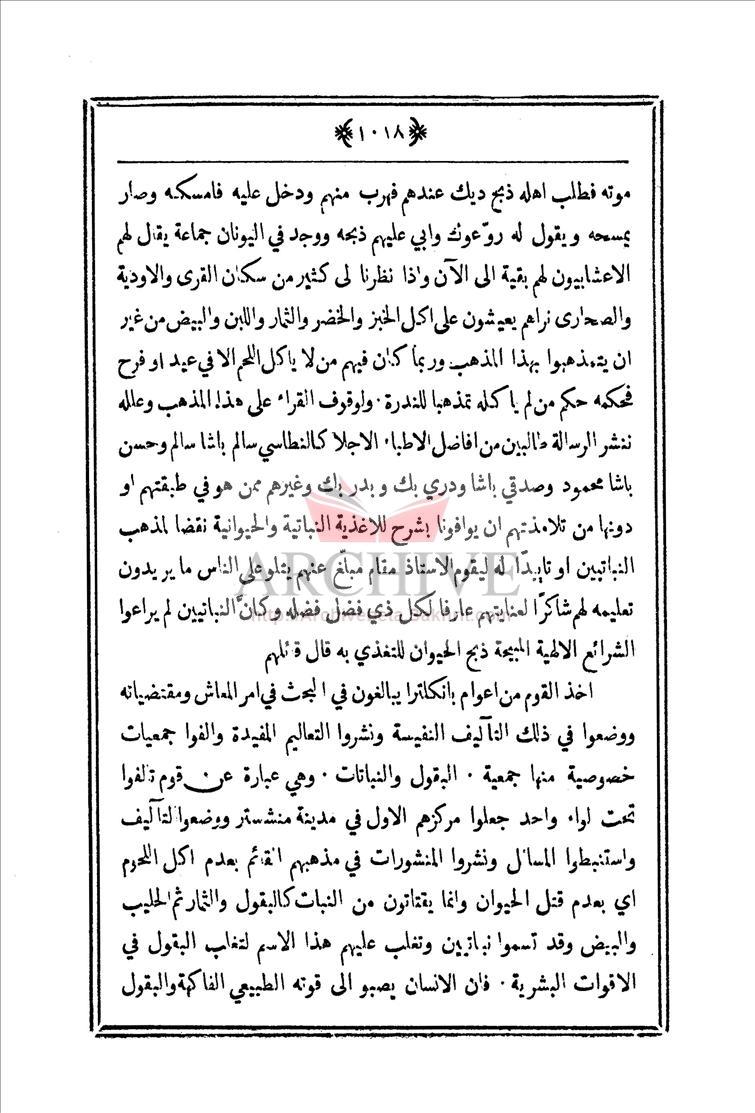 ١٠١٨
موته فطلب اهله ذبح ديك عندهم فهرب منهم ودخل عليه فامسكه وصار
يمسحه ويقول له روّعوك وابي عليهم ذبحه ووجد في اليونان جماعة يقال لهم
الاعشابيون لهم بقية الى الآن واذا نظرنا لى كثير من سكان القرى والاودية
والصحارى نراهم يعيشون على اكل الخبز والخضر والثمار واللبن والبيض من غير
ان يتمذهبوا بهذا المذهب وربما كان فيهم من لا ياكل اللحم الا في عيد او فرح
فحكمه حكم من لم ياكله تمذهبا للندرة ٠ ولوقوف القراء على هذا المذهب وعلله
ننشر الرسالة طالبين من افاضل الاطباء الاجلا كالنطاسي سالم باشا سالم وحسن
باشا محمود وصدقي باشا ودري بك وبدر بك وغيرهم ممن هو في طبقتهم او
دونها من تلامذتهم ان يوافونا بشرح للاغذية النباتية والحيوانية نقضا لمذهب
النباتيين او تاييدًا له ليقوم الاستاذ مقام مبلّغ عنهم يتلو على الناس ما يريدون
تعليمه لهم شاكرًا لعنايتهم عارفا لكل ذي فضل فضله وكانّ النباتيين لم يراعوا
الشرائع الالهية المبيحة ذبح الحيوان للتغذي به قال قائلهم
اخذ القوم من اعوام بانكلترا يبالغون في البحث في امر المعاش ومقتضياته
ووضعوا في ذلك التآليف النفيسة ونشروا التعاليم المفيدة والفوا جمعيات
خصوصية منها جمعية ٠ البقول والنباتات ٠ وهي عبارة عن قوم تالفوا
تحت لواء واحد جعلوا مركزهم الاول في مدينة منشستر ووضعوا التآليف
واستنبطوا المسائل ونشروا المنشورات في مذهبهم القائم بعدم اكل اللحوم
اي بعدم قتل الحيوان وانما يقتاتون من النبات كالبقول والثمار ثم الحليب
والبيض وقد تسموا نباتيين وتغلب عليهم هذا الاسم لتغلب البقول في
الاقوات البشرية ٠ فان الانسان يصبو الى قوته الطبيعي الفاكهة والبقول
ARCHIVE